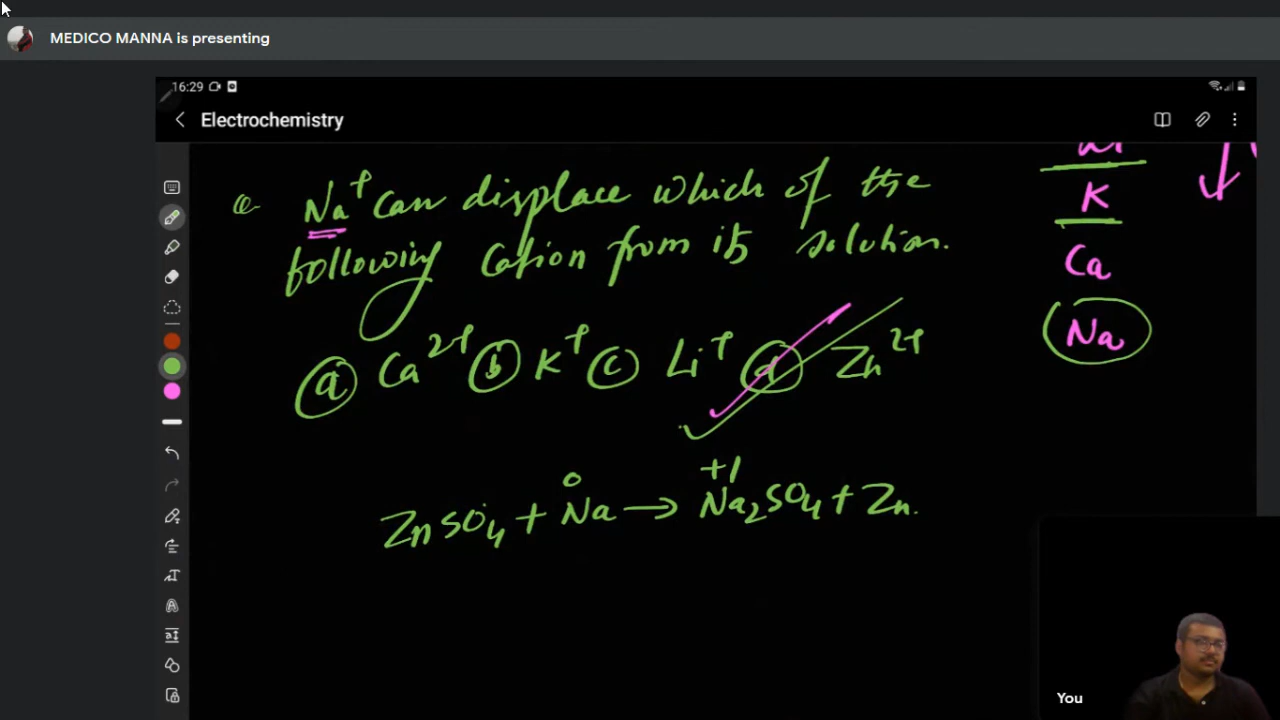 MEDICO MANNA is presenting
16:29
Electrochemistry
Q Na⁺ can displace which of the
following cation from its solution.
(a) Ca²⁺ (b) K⁺ (c) Li⁺ (d) Zn²⁺
0 +1
ZnSO₄ + Na → Na₂SO₄ + Zn.
K
Ca
Na
You